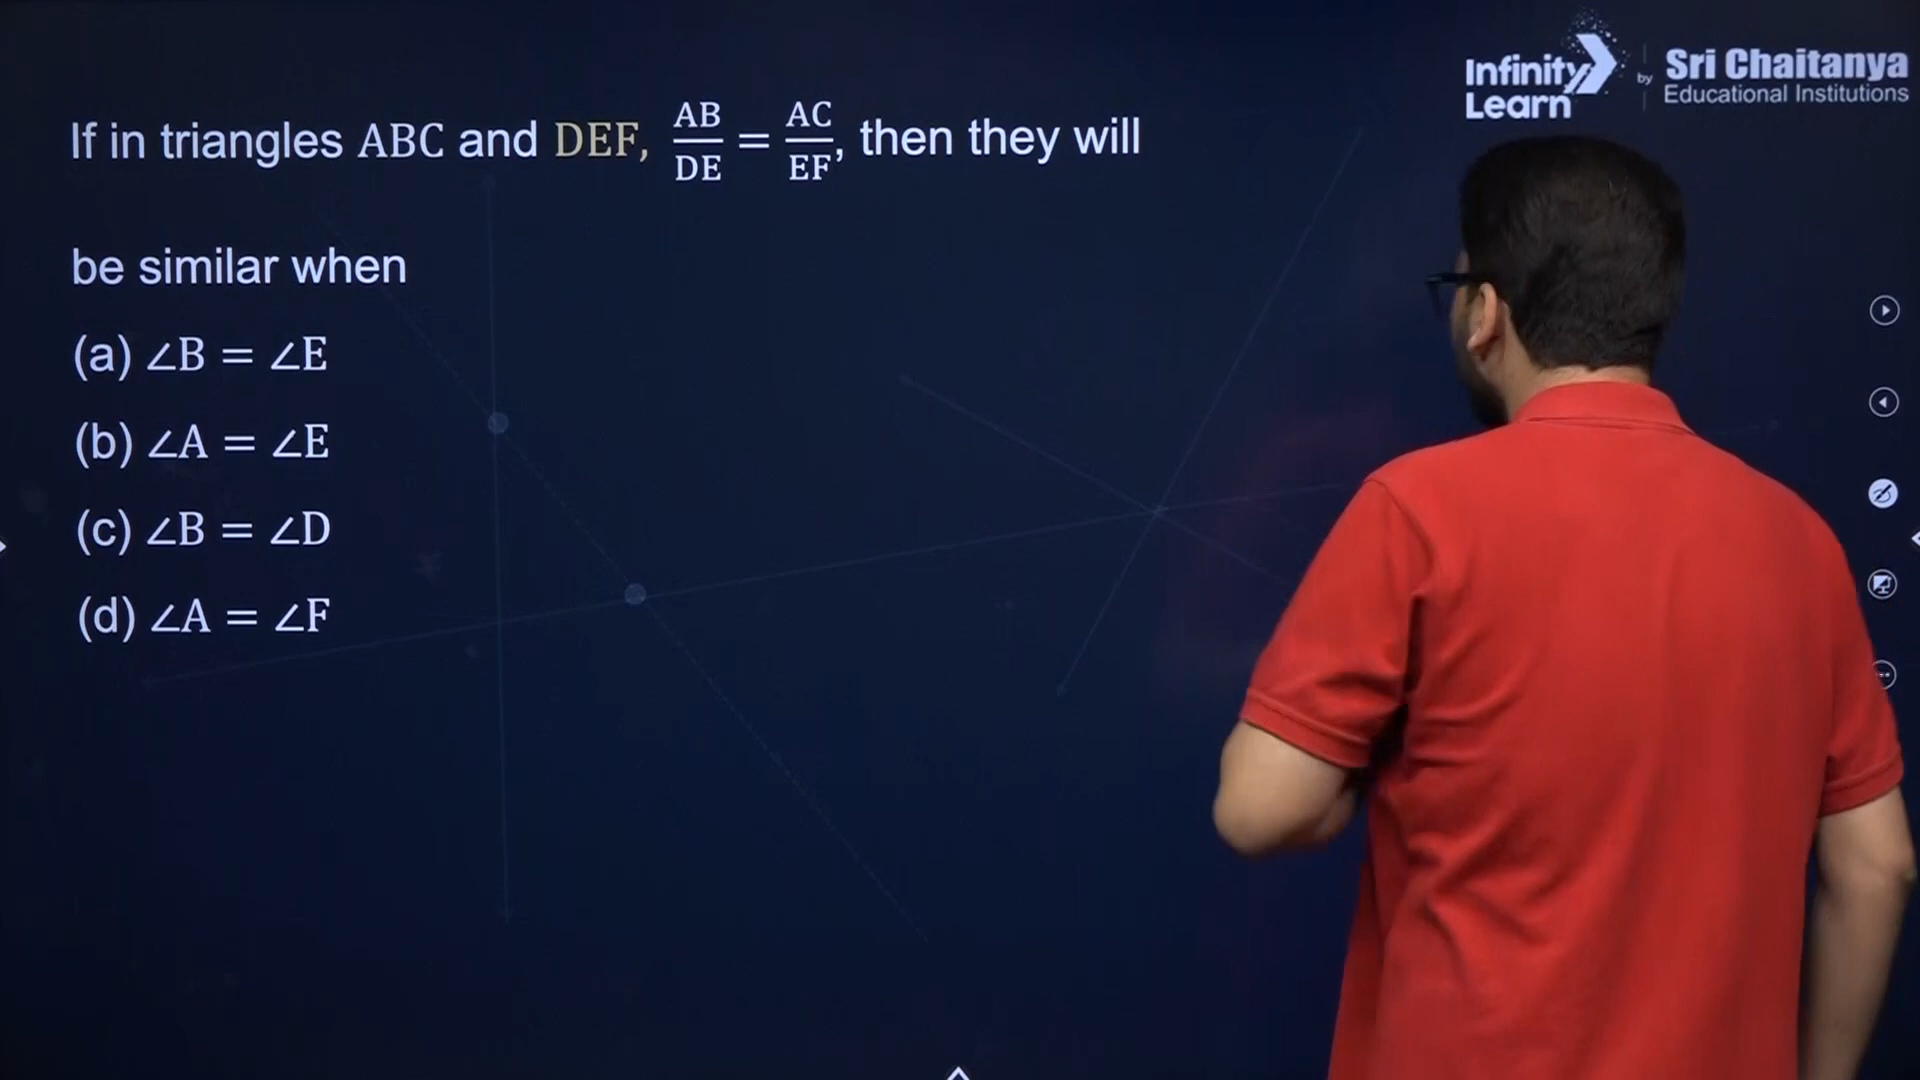 Infinity Learn by Sri Chaitanya Educational Institutions
If in triangles ABC and DEF, AB/DE = AC/EF, then they will
be similar when
(a) ∠B = ∠E
(b) ∠A = ∠E
(c) ∠B = ∠D
(d) ∠A = ∠F